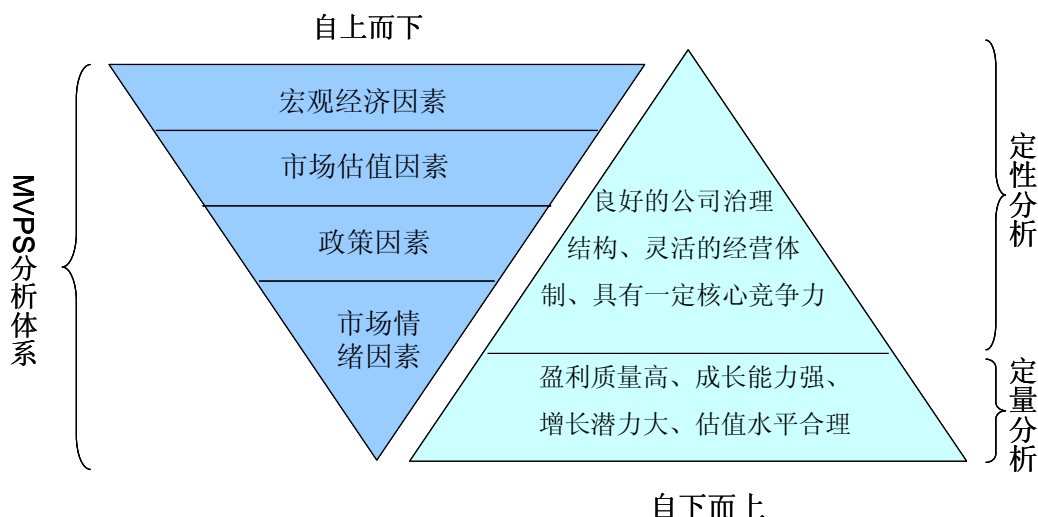 自上而下
MVPS分析体系
宏观经济因素
市场估值因素
政策因素
市场情
绪因素
良好的公司治理
结构、灵活的经营体
制、具有一定核心竞争力
盈利质量高、成长能力强、
增长潜力大、估值水平合理
定性分析
定量分析
自下而上